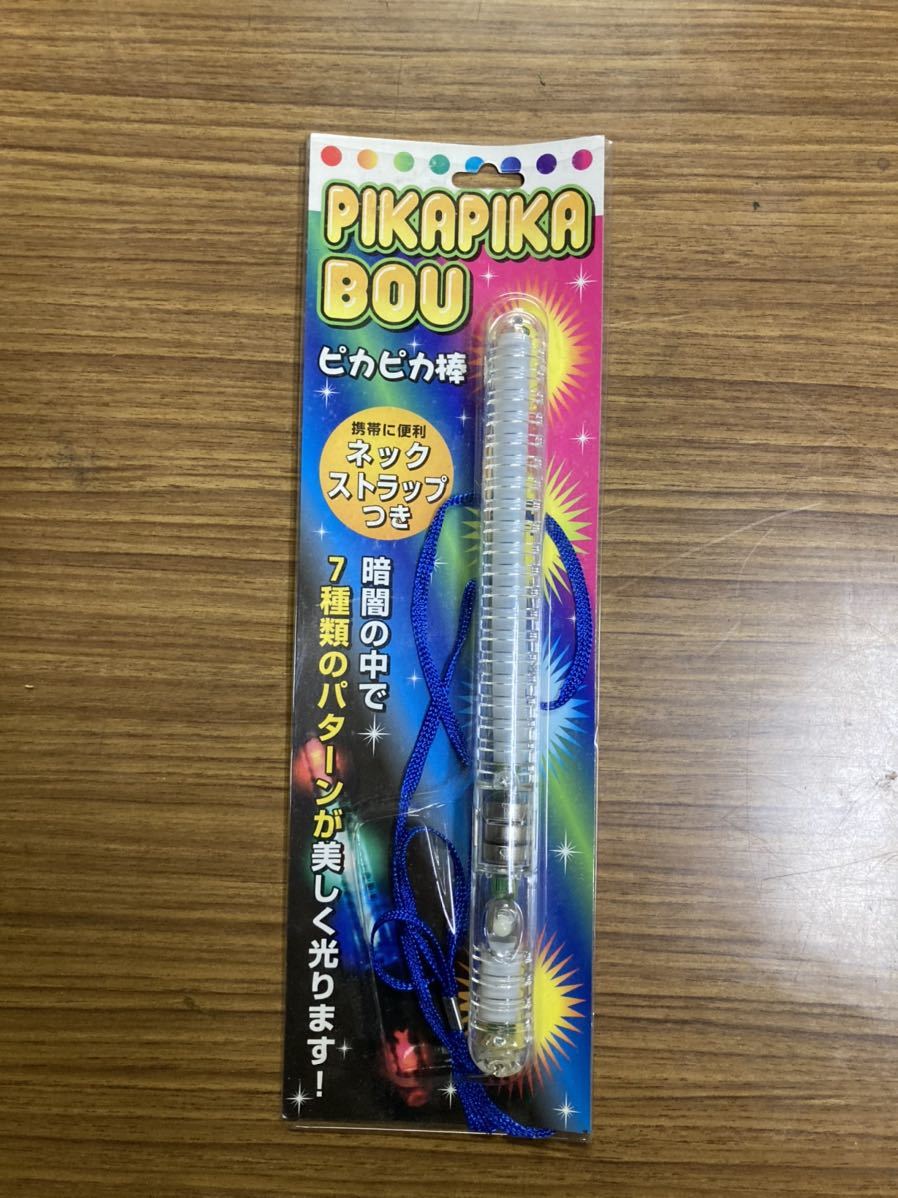 PIKAPIKA
BOU
ピカピカ棒
携帯に便利
ネック
ストラップ
つき
暗闇の中で
7種類のパターンが美しく光ります!